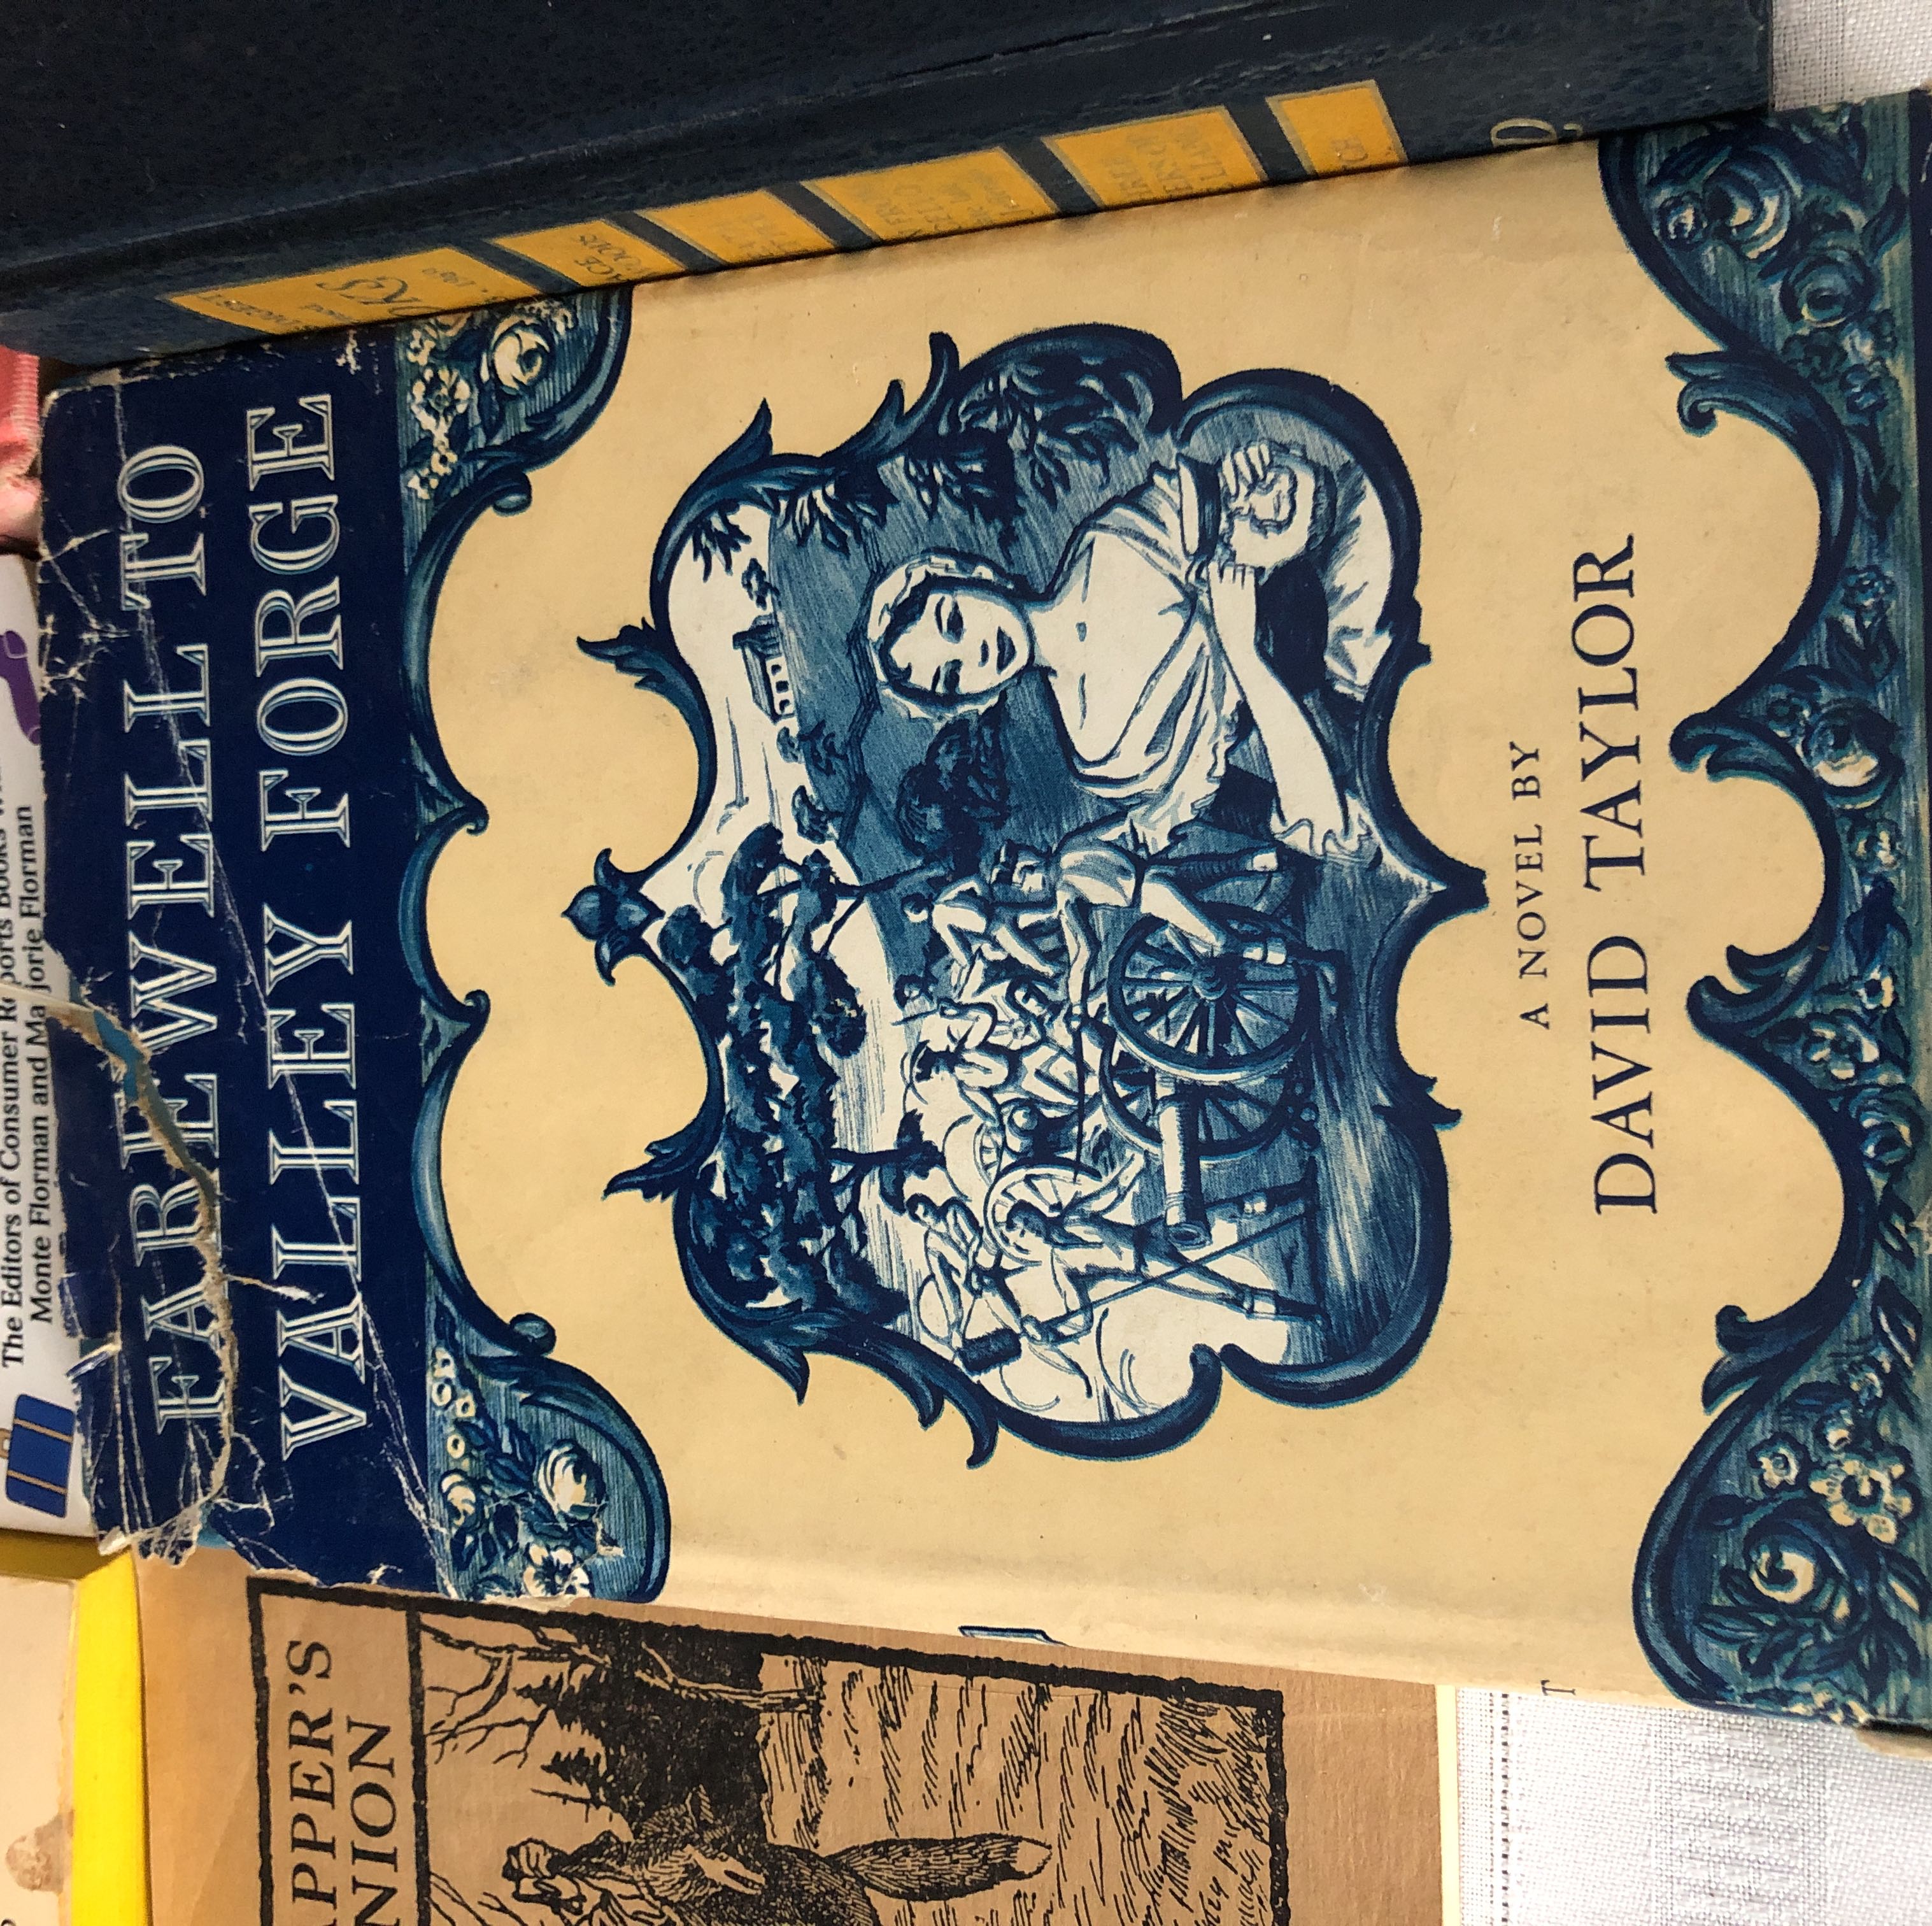 FAREWELL TO
VALLEY FORGE
A NOVEL BY
DAVID TAYLOR
The Editors of Consumer Reports Books
Monte Florman and Marjorie Florman
APPER'S
NION